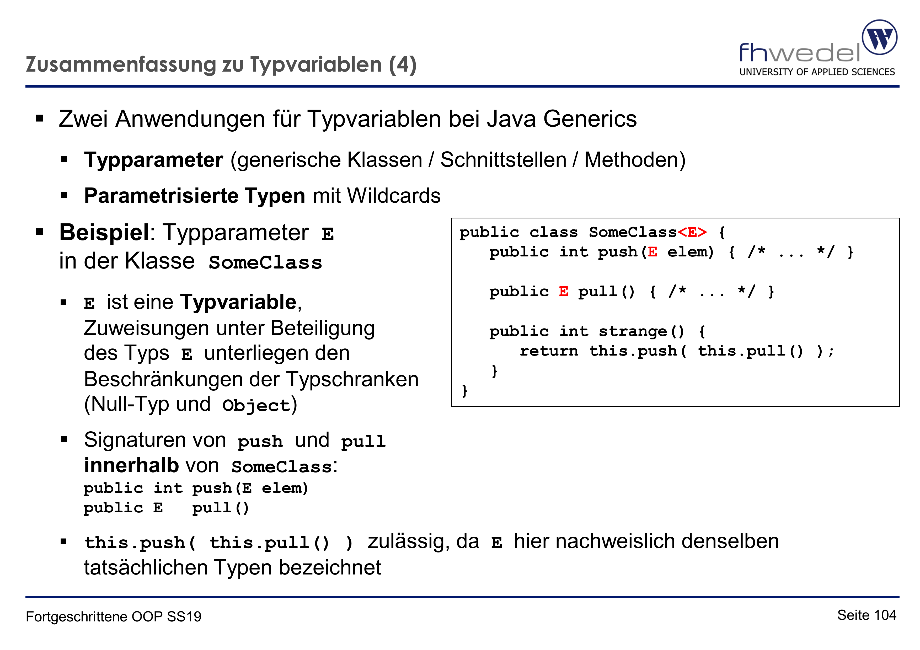 Zusammenfassung zu Typvariablen (4)
fhwedel
UNIVERSITY OF APPLIED SCIENCES
W
▪ Zwei Anwendungen für Typvariablen bei Java Generics
▪ Typparameter (generische Klassen / Schnittstellen / Methoden)
▪ Parametrisierte Typen mit Wildcards
▪ Beispiel: Typparameter E
in der Klasse SomeClass
▪ E ist eine Typvariable,
Zuweisungen unter Beteiligung
des Typs E unterliegen den
Beschränkungen der Typschranken
(Null-Typ und Object)
▪ Signaturen von push und pull
innerhalb von SomeClass:
public int push(E elem)
public E   pull()
▪ this.push( this.pull() ) zulässig, da E hier nachweislich denselben
tatsächlichen Typen bezeichnet
public class SomeClass<E> {
   public int push(E elem) { /* ... */ }
   public E pull() { /* ... */ }
   public int strange() {
      return this.push( this.pull() );
   }
}
Fortgeschrittene OOP SS19
Seite 104